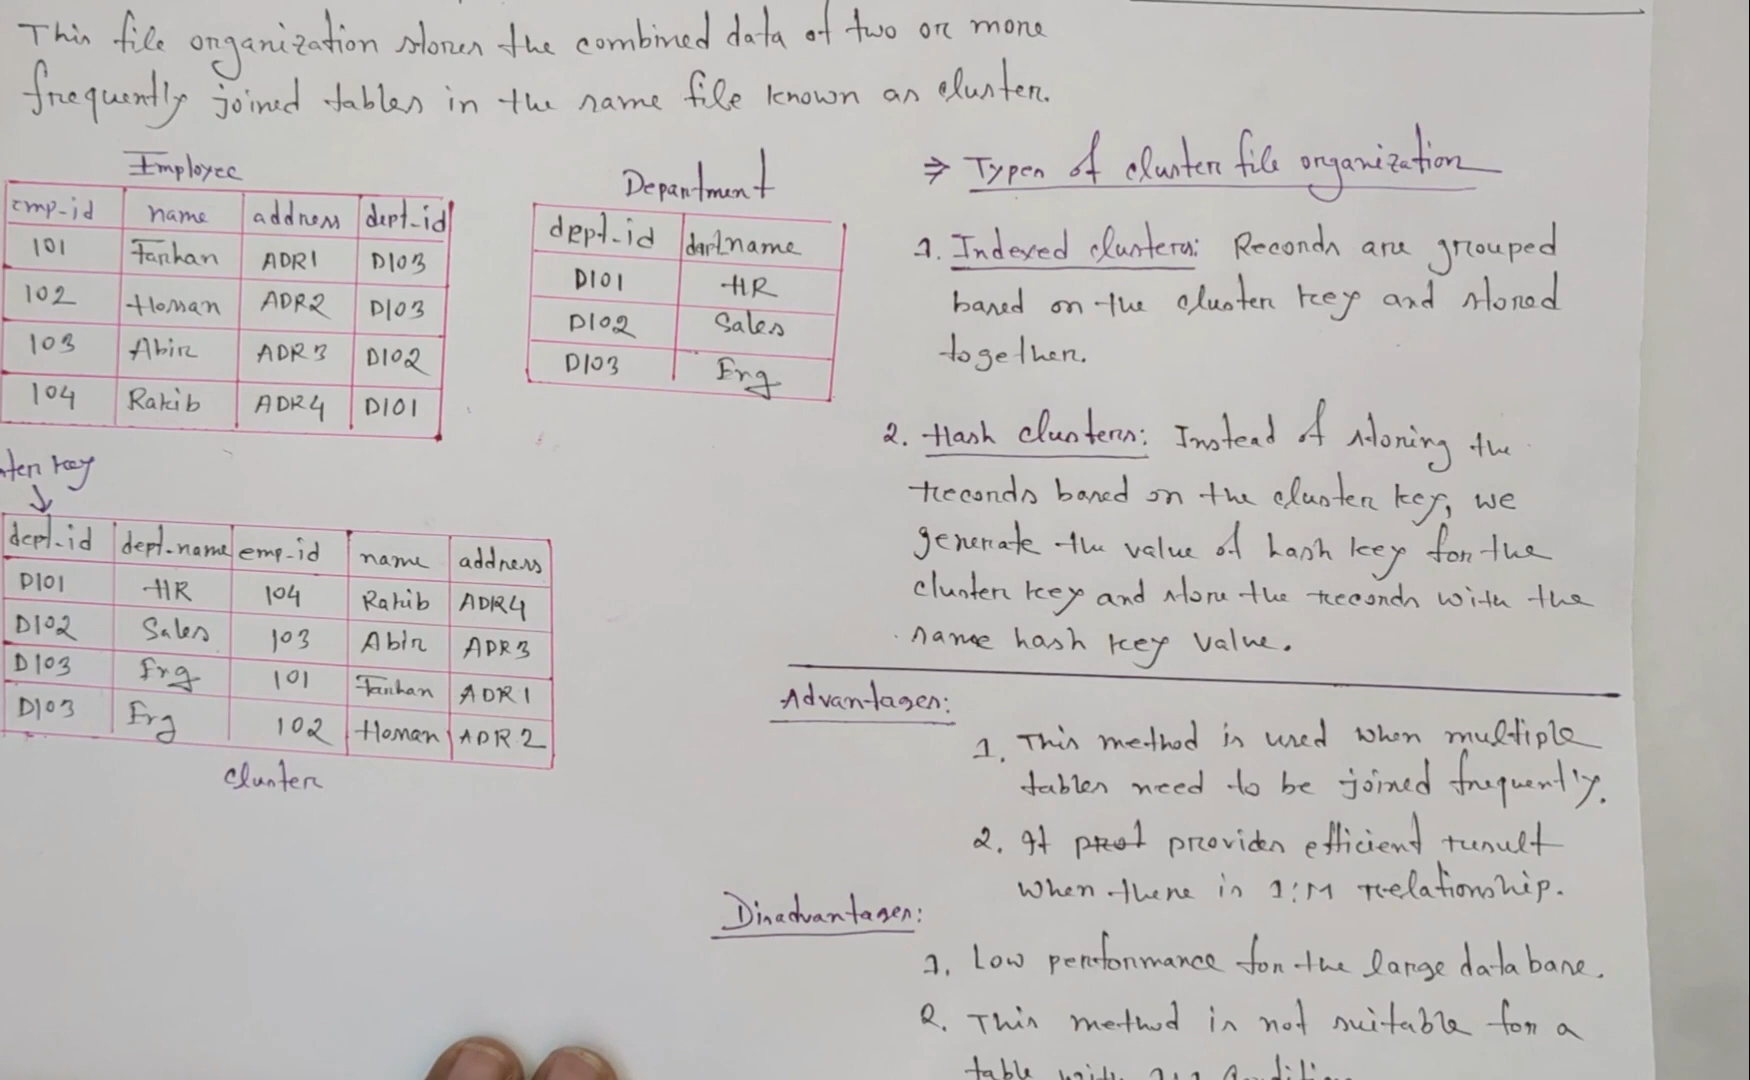 This file organization stores the combined data of two or more
frequently joined tables in the same file known as cluster.
Employee
emp-id name address dept-id
101 Farhan ADR1 D103
102 Hossan ADR2 D103
103 Abir ADR3 D102
104 Rakib ADR4 D101
Department
dept-id dept.name
D101 HR
D102 Sales
D103 Eng
key
dept-id dept-name emp-id name address
D101 HR 104 Rakib ADR4
D102 Sales 103 Abir ADR3
D103 Eng 101 Farhan ADR1
D103 Eng 102 Hossan ADR2
cluster
⇒ Types of cluster file organization
1. Indexed clusters: Records are grouped
based on the cluster key and stored
together.
2. Hash clusters: Instead of storing the
records based on the cluster key, we
generate the value of hash key for the
cluster key and store the records with the
same hash key value.
Advantages:
1. This method is used when multiple
tables need to be joined frequently.
2. It provides efficient result
when there is 1:M relationship.
Disadvantages:
1. Low performance for the large database.
2. This method is not suitable for a
table with 1:1